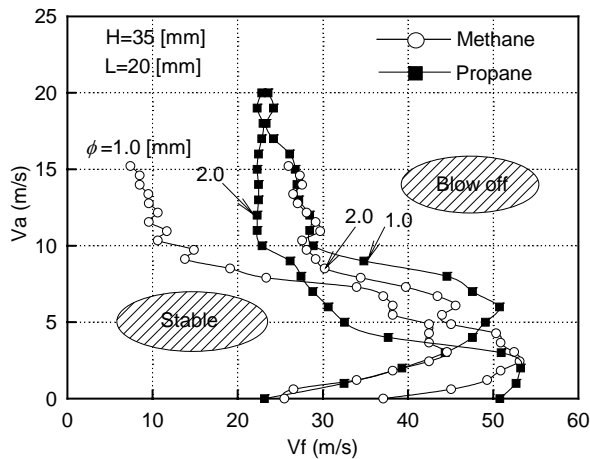 H=35 [mm]
L=20 [mm]
Methane
Propane
ϕ=1.0 [mm]
2.0
Blow off
2.0
1.0
Stable
Va (m/s)
25
20
15
10
5
0
0 10 20 30 40 50 60
Vf (m/s)